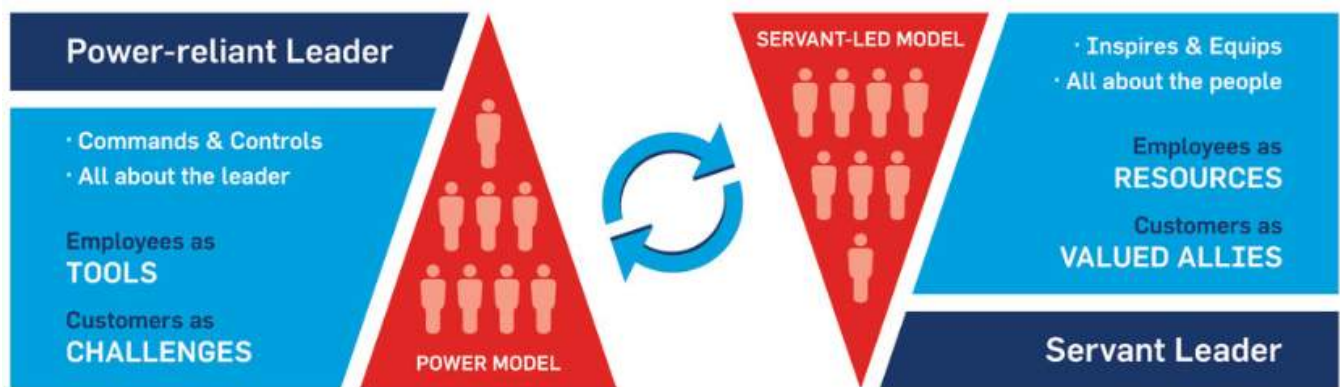 Power-reliant Leader
· Commands & Controls
· All about the leader
Employees as
TOOLS
Customers as
CHALLENGES
POWER MODEL
SERVANT-LED MODEL
· Inspires & Equips
· All about the people
Employees as
RESOURCES
Customers as
VALUED ALLIES
Servant Leader